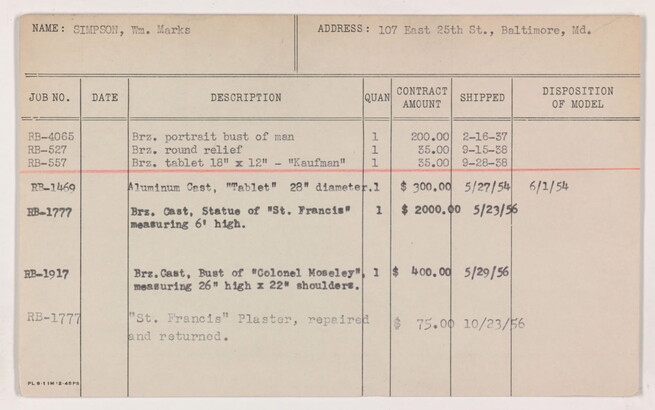 NAME: SIMPSON, Wm. Marks ADDRESS: 107 East 25th St., Baltimore, Md.
JOB NO. DATE DESCRIPTION QUAN CONTRACT AMOUNT SHIPPED DISPOSITION OF MODEL
RB-4065 Brz. portrait bust of man 1 200.00 2-16-37
RB-527 Brz. round relief 1 35.00 9-15-38
RB-557 Brz. tablet 18" x 12" - "Kaufman" 1 35.00 9-28-38
RB-1469 Aluminum Cast, "Tablet" 28" diameter. 1 $ 300.00 5/27/54 6/1/54
RB-1777 Brz. Cast, Statue of "St. Francis" 1 $ 2000.00 5/23/56
measuring 6' high.
RB-1917 Brz.Cast, Bust of "Colonel Moseley", 1 $ 400.00 5/29/56
measuring 26" high x 22" shoulders.
RB-1777 "St. Francis" Plaster, repaired $ 75.00 10/23/56
and returned.